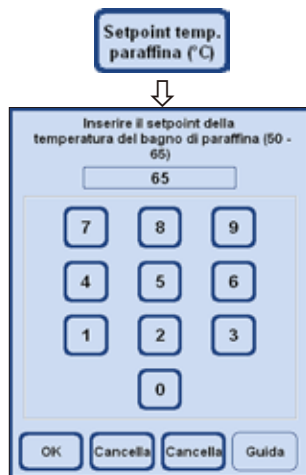 Setpoint temp.
paraffina (°C)
Inserire il setpoint della
temperatura del bagno di paraffina (50 -
65)
65
7 8 9
4 5 6
1 2 3
0
OK Cancella Cancella Guida